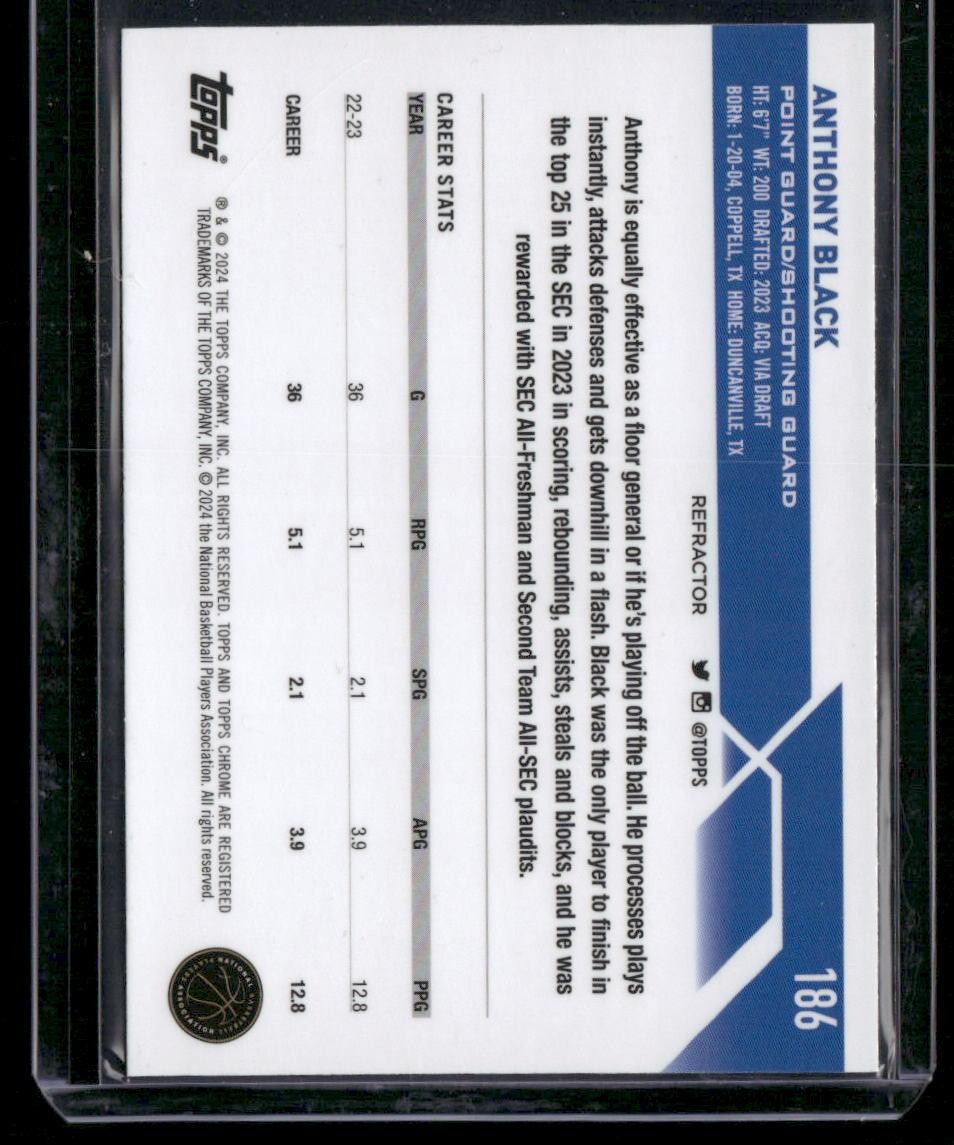 ANTHONY BLACK
186
POINT GUARD/SHOOTING GUARD
HT: 6'7" WT: 200 DRAFTED: 2023 ACQ: VIA DRAFT
BORN: 1-20-04, COPPELL, TX HOME: DUNCANVILLE, TX
REFRACTOR @TOPPS
Anthony is equally effective as a floor general or if he's playing off the ball. He processes plays
instantly, attacks defenses and gets downhill in a flash. Black was the only player to finish in
the top 25 in the SEC in 2023 in scoring, rebounding, assists, steals and blocks, and he was
rewarded with SEC All-Freshman and Second Team All-SEC plaudits.
CAREER STATS
YEAR G RPG SPG APG PPG
22-23 36 5.1 2.1 3.9 12.8
CAREER 36 5.1 2.1 3.9 12.8
topps®
® & © 2024 THE TOPPS COMPANY, INC. ALL RIGHTS RESERVED. TOPPS AND TOPPS CHROME ARE REGISTERED
TRADEMARKS OF THE TOPPS COMPANY, INC. © 2024 the National Basketball Players Association. All rights reserved.
NATIONAL BASKETBALL PLAYERS ASSOCIATION